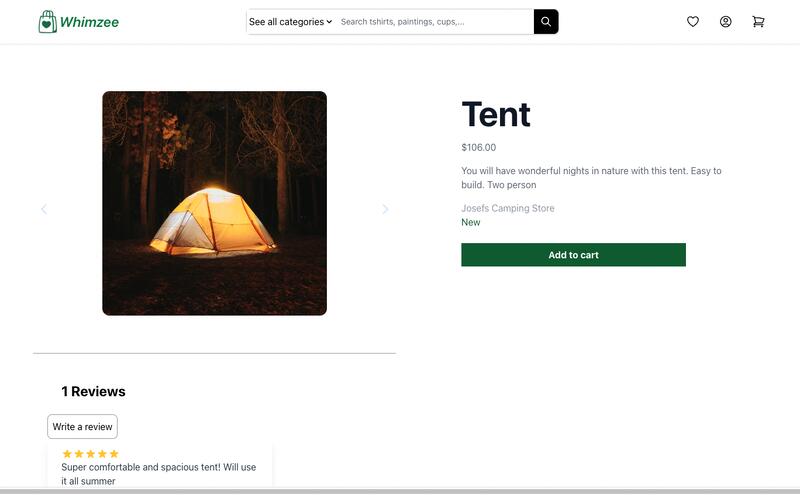 Whimzee
See all categories
Search tshirts, paintings, cups,...
Tent
$106.00
You will have wonderful nights in nature with this tent. Easy to
build. Two person
Josefs Camping Store
New
Add to cart
1 Reviews
Write a review
Super comfortable and spacious tent! Will use
it all summer